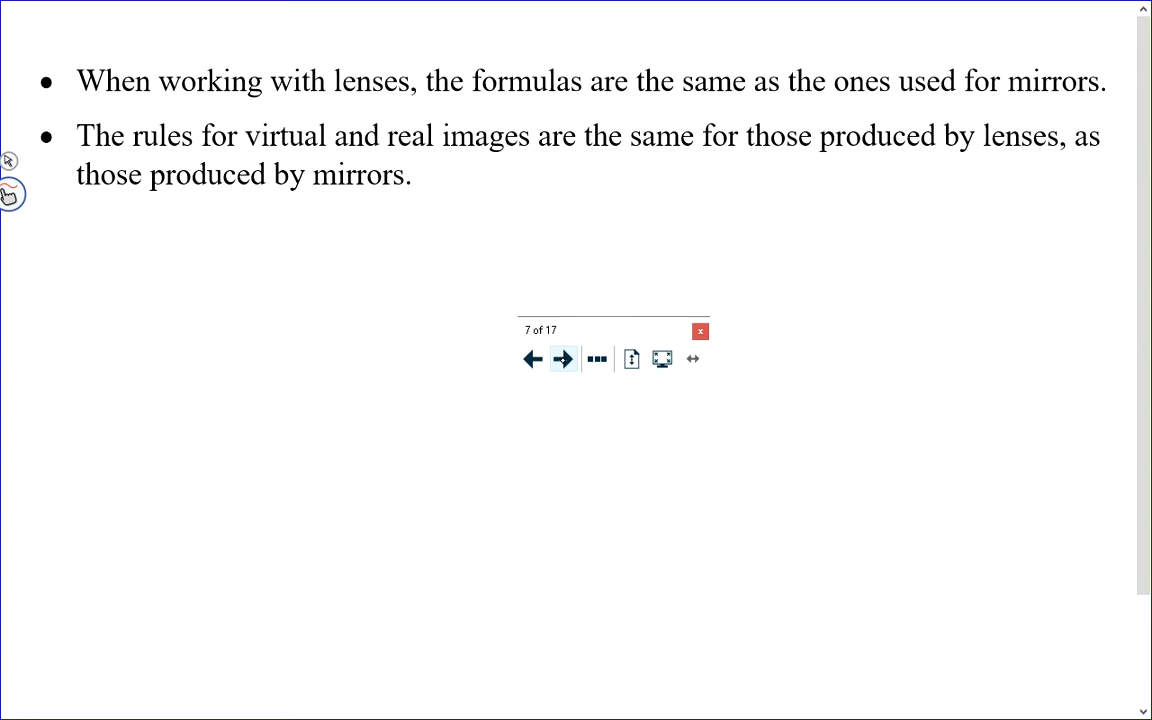 • When working with lenses, the formulas are the same as the ones used for mirrors.
• The rules for virtual and real images are the same for those produced by lenses, as
those produced by mirrors.
7 of 17
x